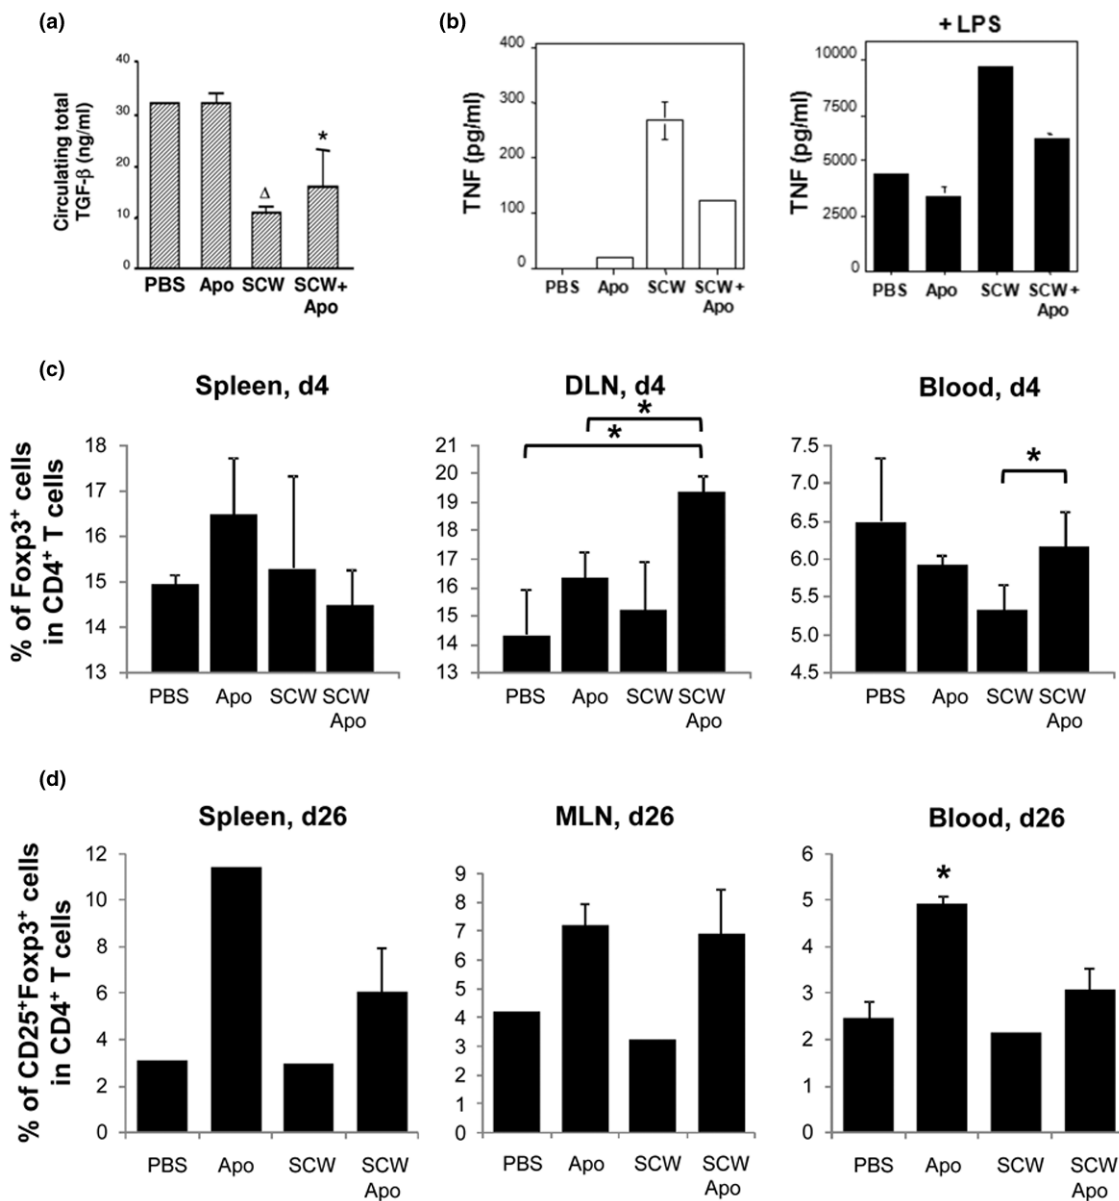 (a)
Circulating total
TGF-β (ng/ml)
40
30
20
10
0
Δ
*
PBS Apo SCW SCW+
Apo
(b)
TNF (pg/ml)
400
300
200
100
0
PBS Apo SCW SCW+
Apo
+ LPS
TNF (pg/ml)
10000
7500
5000
2500
0
PBS Apo SCW SCW+
Apo
(c)
% of Foxp3⁺ cells
in CD4⁺ T cells
Spleen, d4
18
17
16
15
14
13
PBS Apo SCW SCW
Apo
DLN, d4
*
*
21
20
19
18
17
16
15
14
13
PBS Apo SCW SCW
Apo
Blood, d4
*
7.5
7.0
6.5
6.0
5.5
5.0
4.5
PBS Apo SCW SCW
Apo
(d)
% of CD25⁺Foxp3⁺ cells
in CD4⁺ T cells
Spleen, d26
12
10
8
6
4
2
0
PBS Apo SCW SCW
Apo
MLN, d26
9
8
7
6
5
4
3
2
1
0
PBS Apo SCW SCW
Apo
Blood, d26
*
6
5
4
3
2
1
0
PBS Apo SCW SCW
Apo